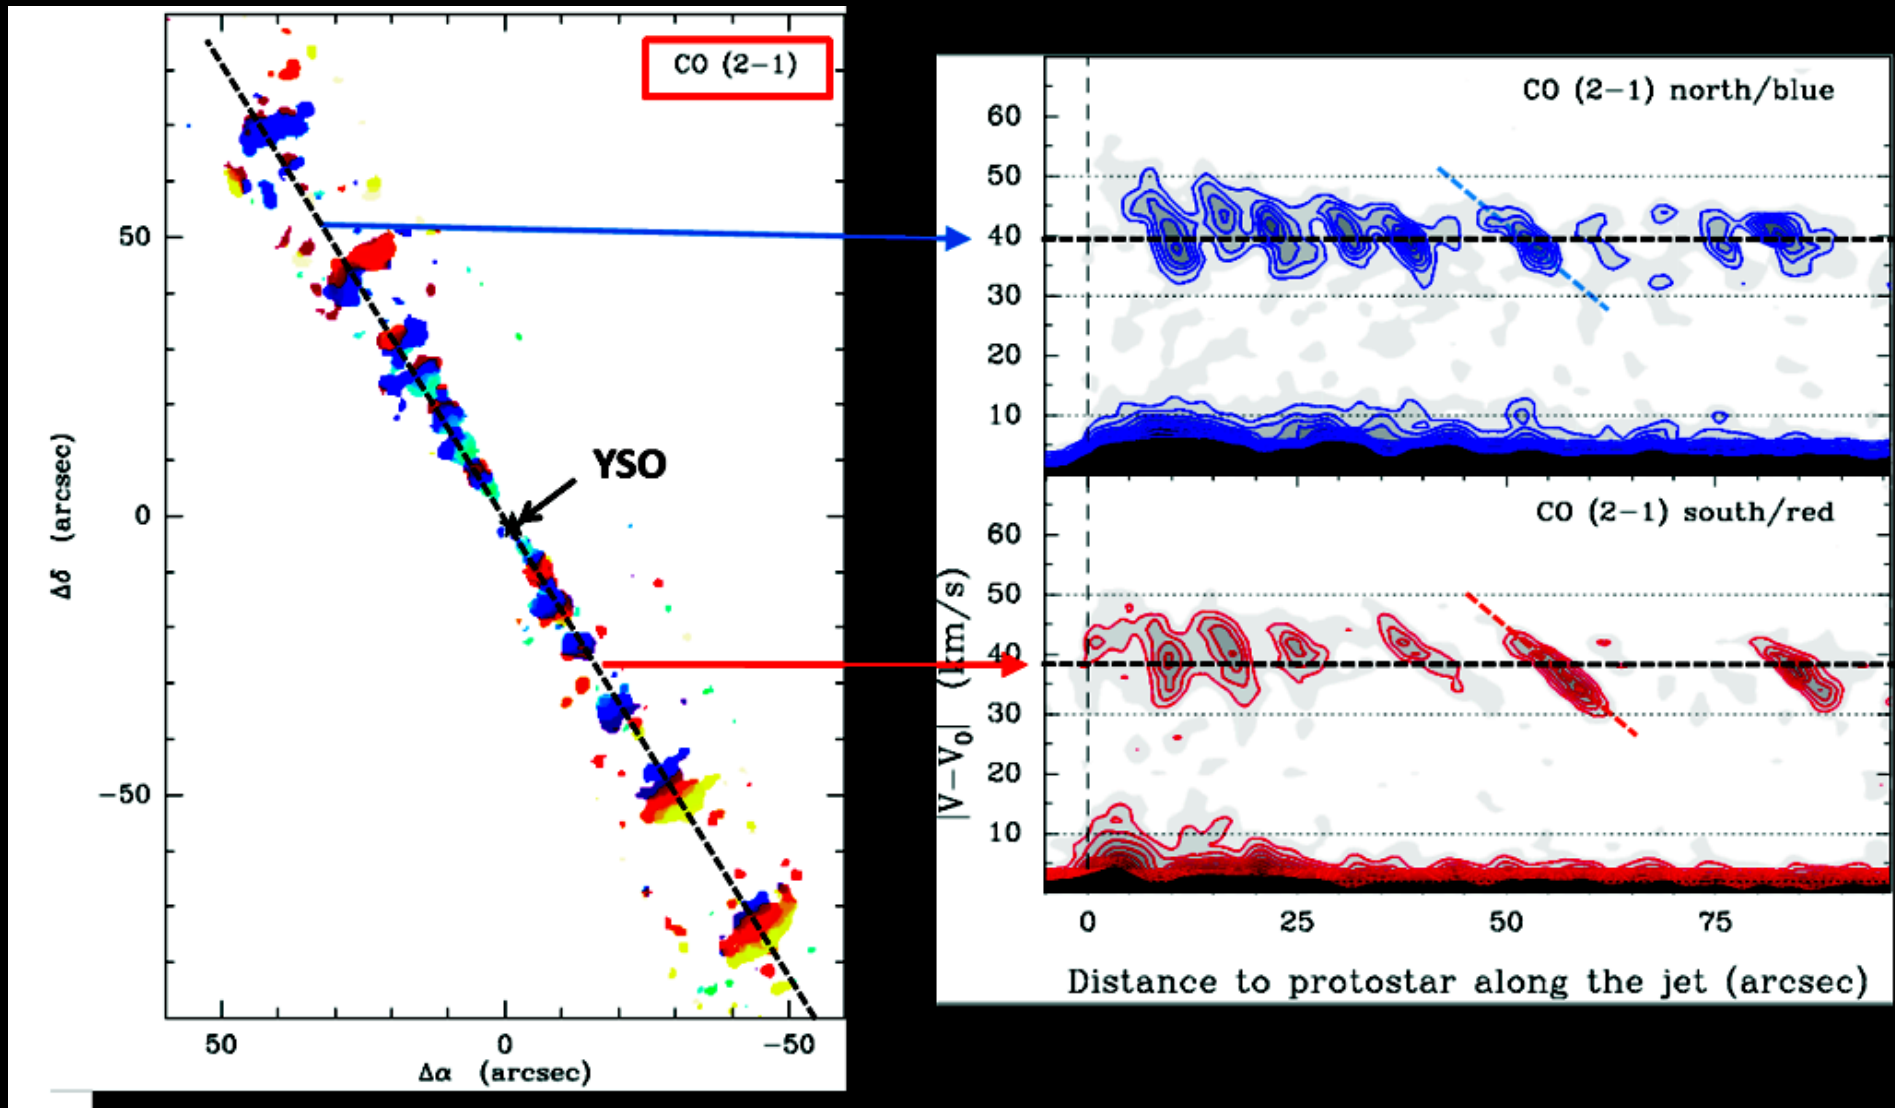 CO (2−1)
YSO
50
0
−50
Δδ (arcsec)
50
0
−50
Δα (arcsec)
CO (2−1) north/blue
60
50
40
30
20
10
CO (2−1) south/red
60
50
40
30
20
10
|V−V₀| (km/s)
0
25
50
75
Distance to protostar along the jet (arcsec)